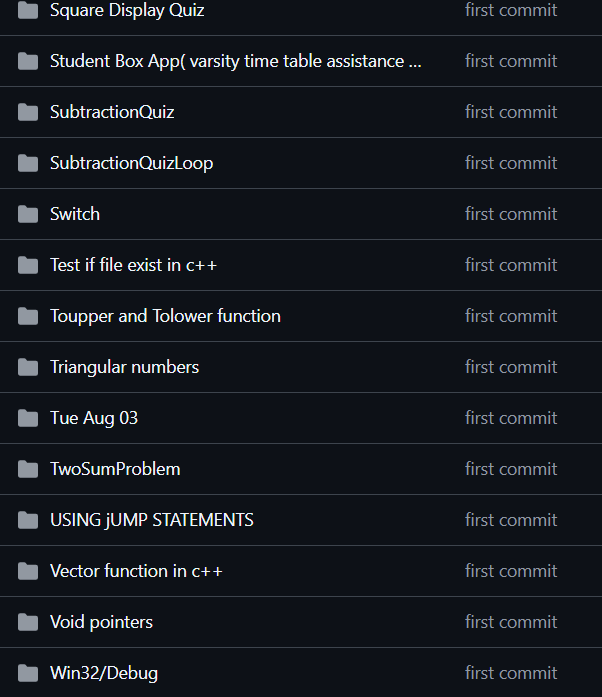 Square Display Quiz first commit
Student Box App( varsity time table assistance ... first commit
SubtractionQuiz first commit
SubtractionQuizLoop first commit
Switch first commit
Test if file exist in c++ first commit
Toupper and Tolower function first commit
Triangular numbers first commit
Tue Aug 03 first commit
TwoSumProblem first commit
USING jUMP STATEMENTS first commit
Vector function in c++ first commit
Void pointers first commit
Win32/Debug first commit